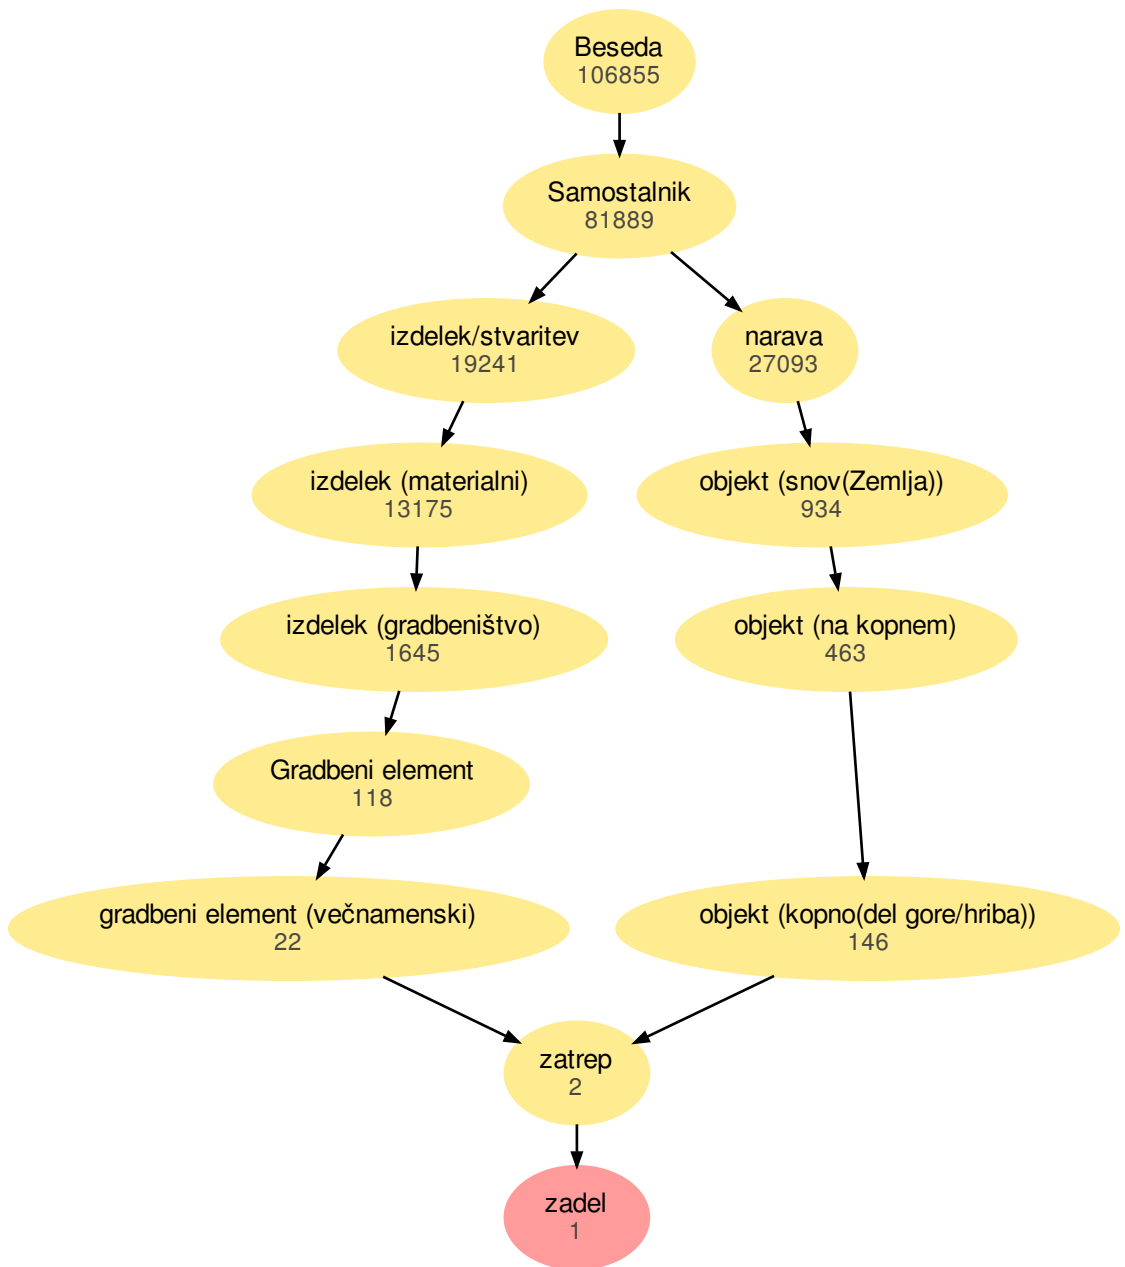 Beseda
106855
Samostalnik
81889
izdelek/stvaritev
19241
narava
27093
izdelek (materialni)
13175
objekt (snov(Zemlja))
934
izdelek (gradbeništvo)
1645
objekt (na kopnem)
463
Gradbeni element
118
gradbeni element (večnamenski)
22
objekt (kopno(del gore/hriba))
146
zatrep
2
zadel
1